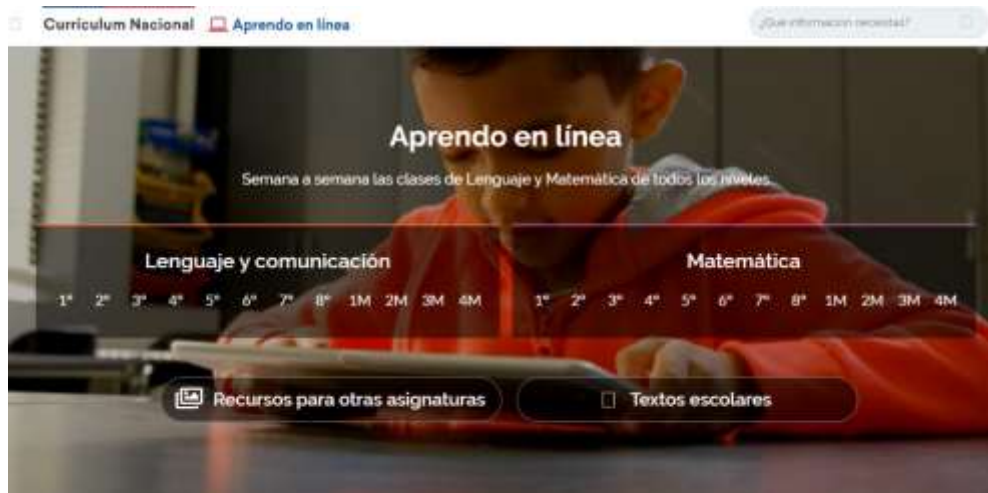 Curriculum Nacional Aprendo en línea
¿Que informacion necesitas?
Aprendo en línea
Semana a semana las clases de Lenguaje y Matemática de todos los niveles.
Lenguaje y comunicación
1° 2° 3° 4° 5° 6° 7° 8° 1M 2M 3M 4M
Matemática
1° 2° 3° 4° 5° 6° 7° 8° 1M 2M 3M 4M
Recursos para otras asignaturas
Textos escolares